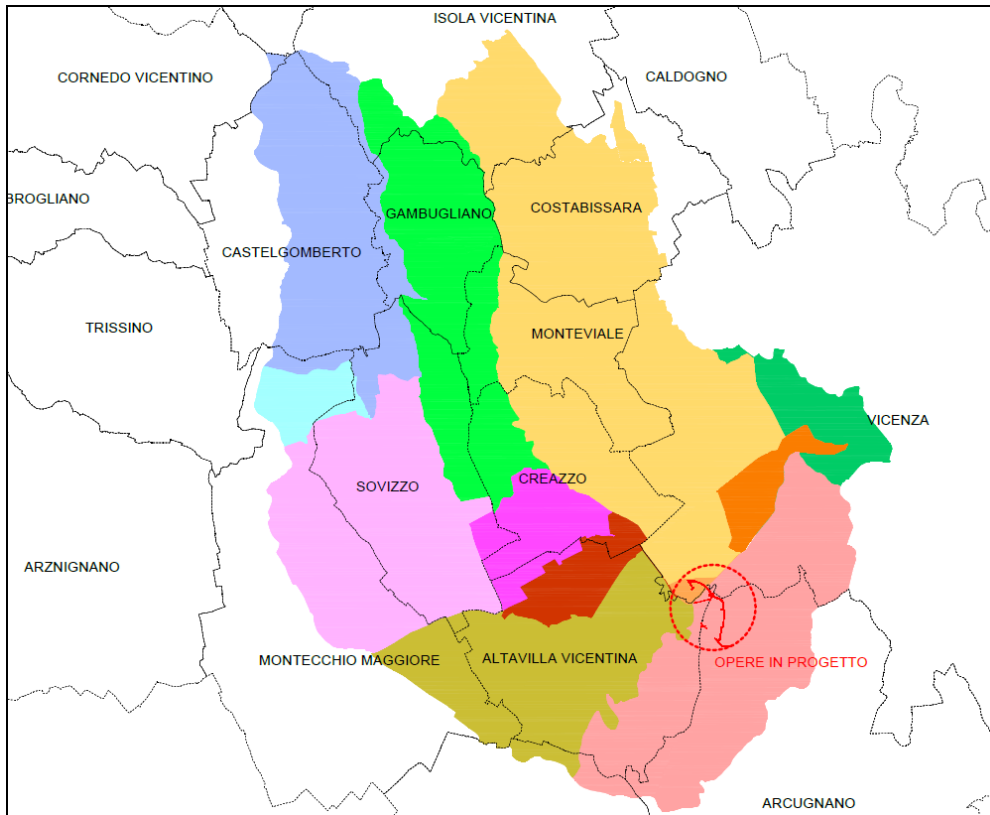 ISOLA VICENTINA
CORNEDO VICENTINO
CALDOGNO
BROGLIANO
GAMBUGLIANO
COSTABISSARA
CASTELGOMBERTO
TRISSINO
MONTEVIALE
VICENZA
SOVIZZO
CREAZZO
ARZNIGNANO
MONTECCHIO MAGGIORE
ALTAVILLA VICENTINA
OPERE IN PROGETTO
ARCUGNANO